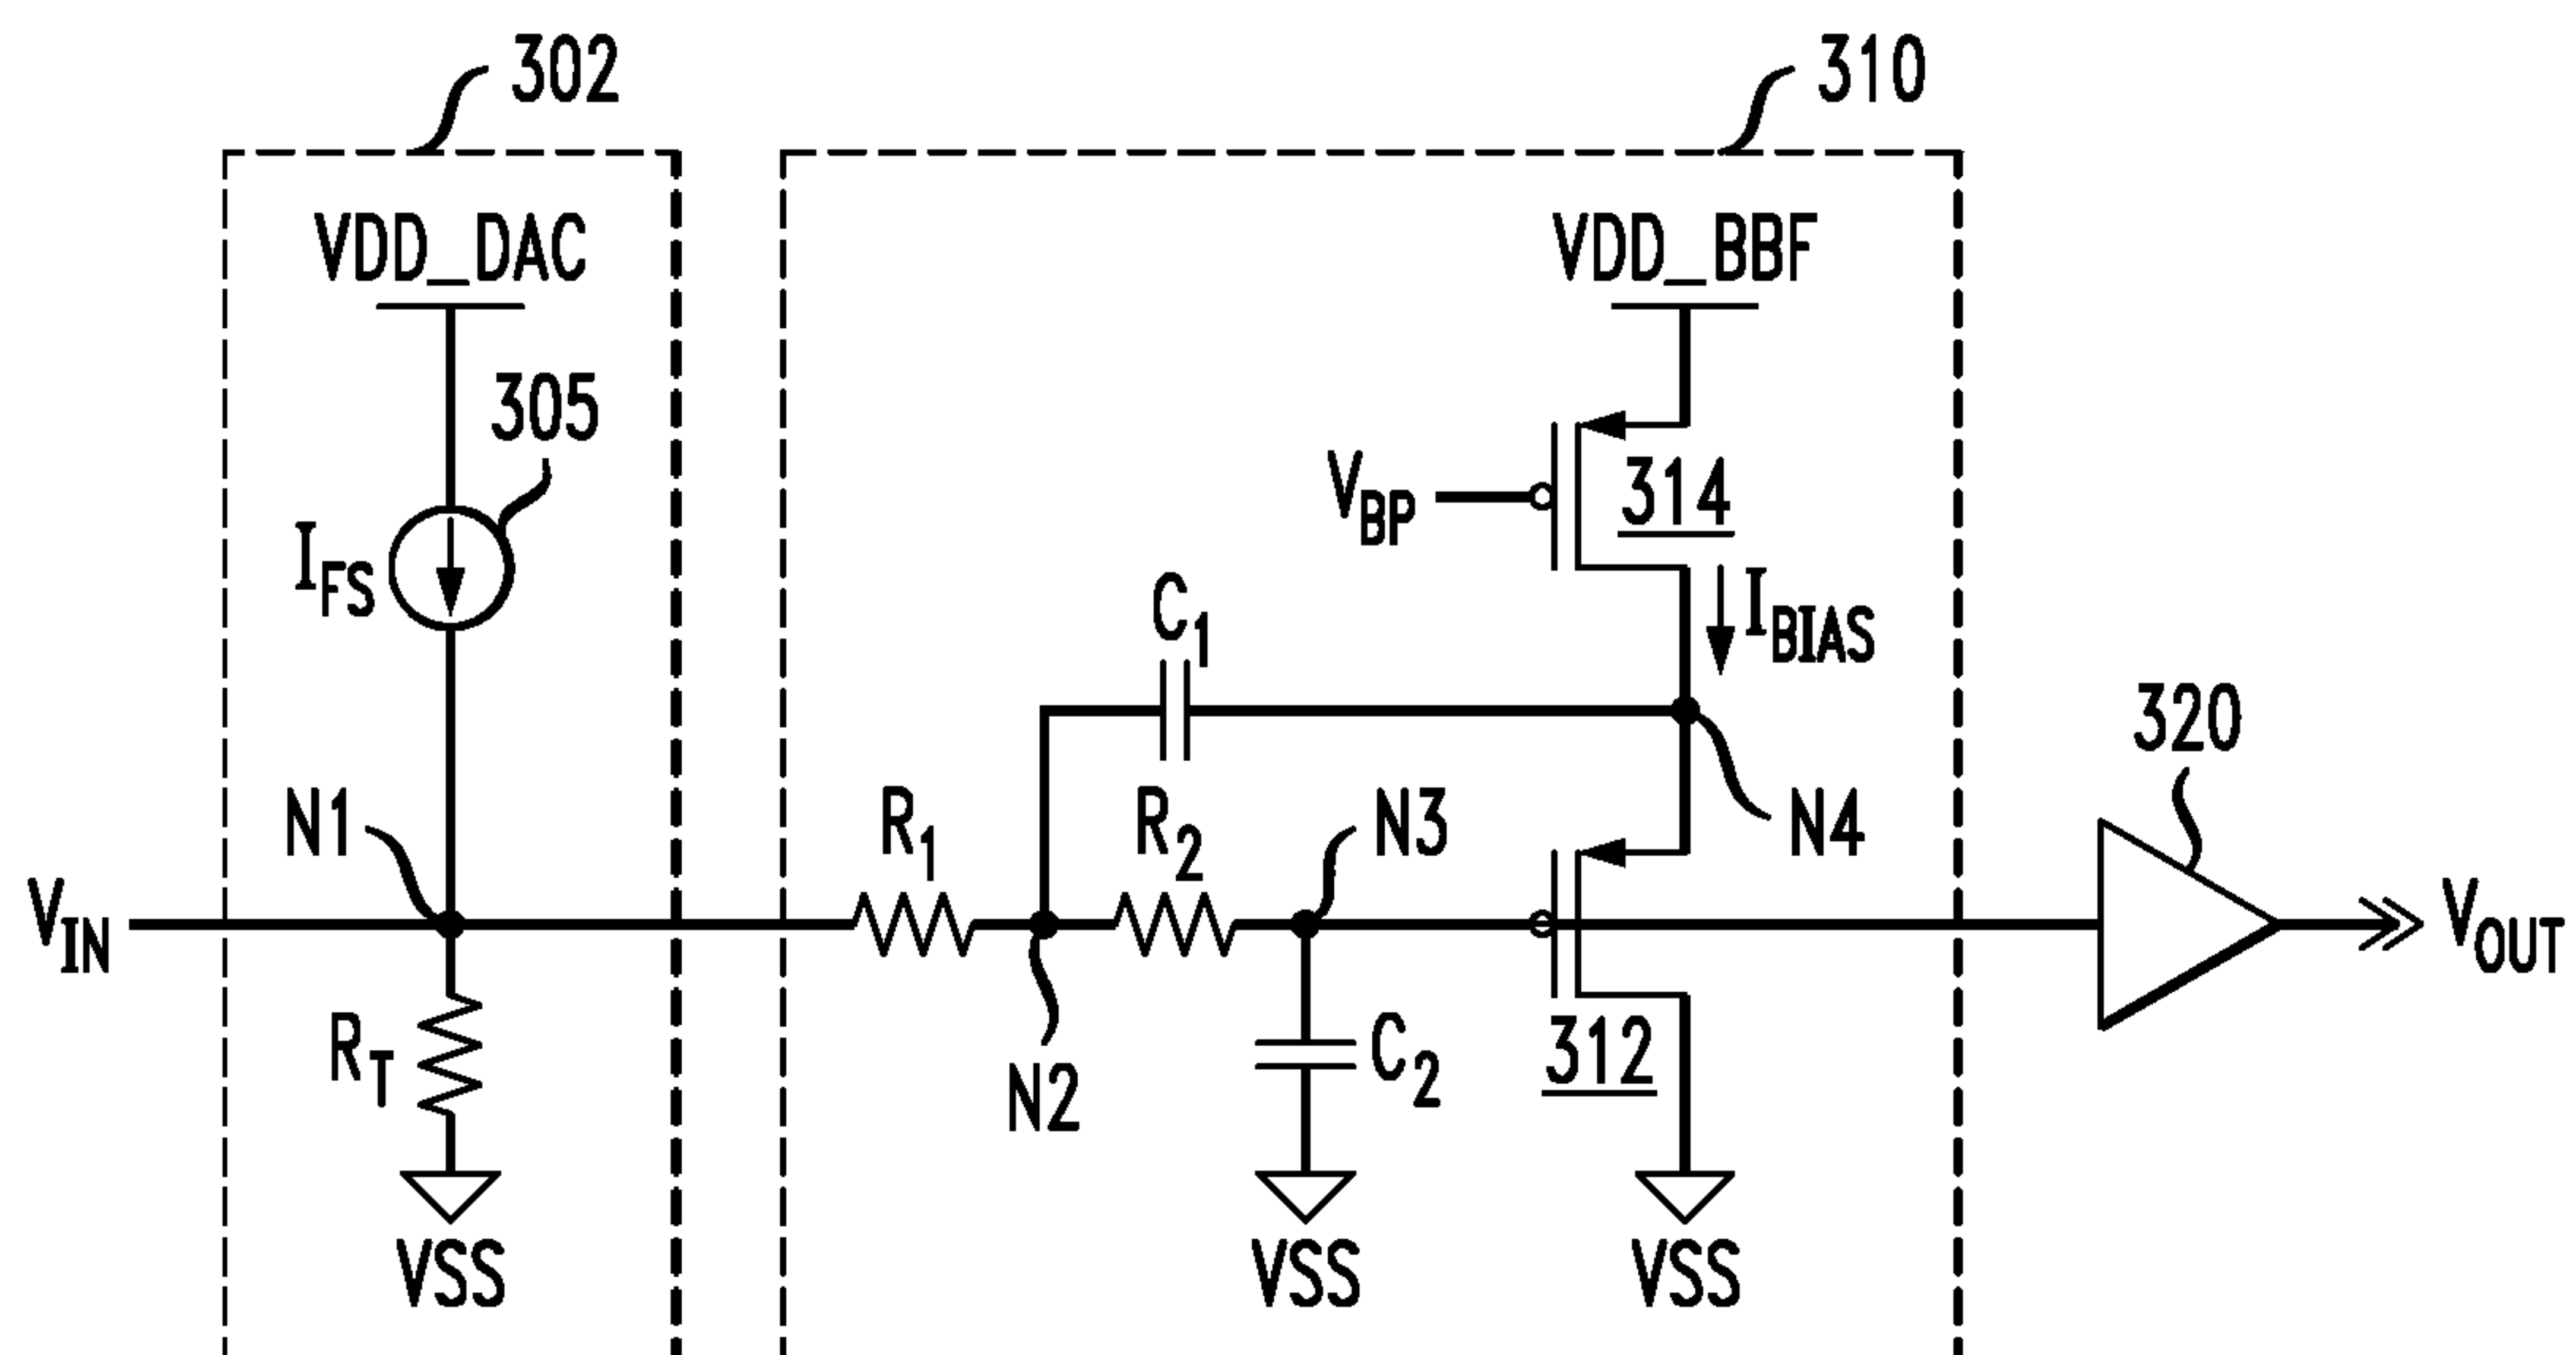 302
310
VDD_DAC
VDD_BBF
305
I_FS
V_BP
314
I_BIAS
C_1
320
N1
R_1
R_2
N3
N4
V_IN
V_OUT
R_T
N2
C_2
312
VSS
VSS
VSS